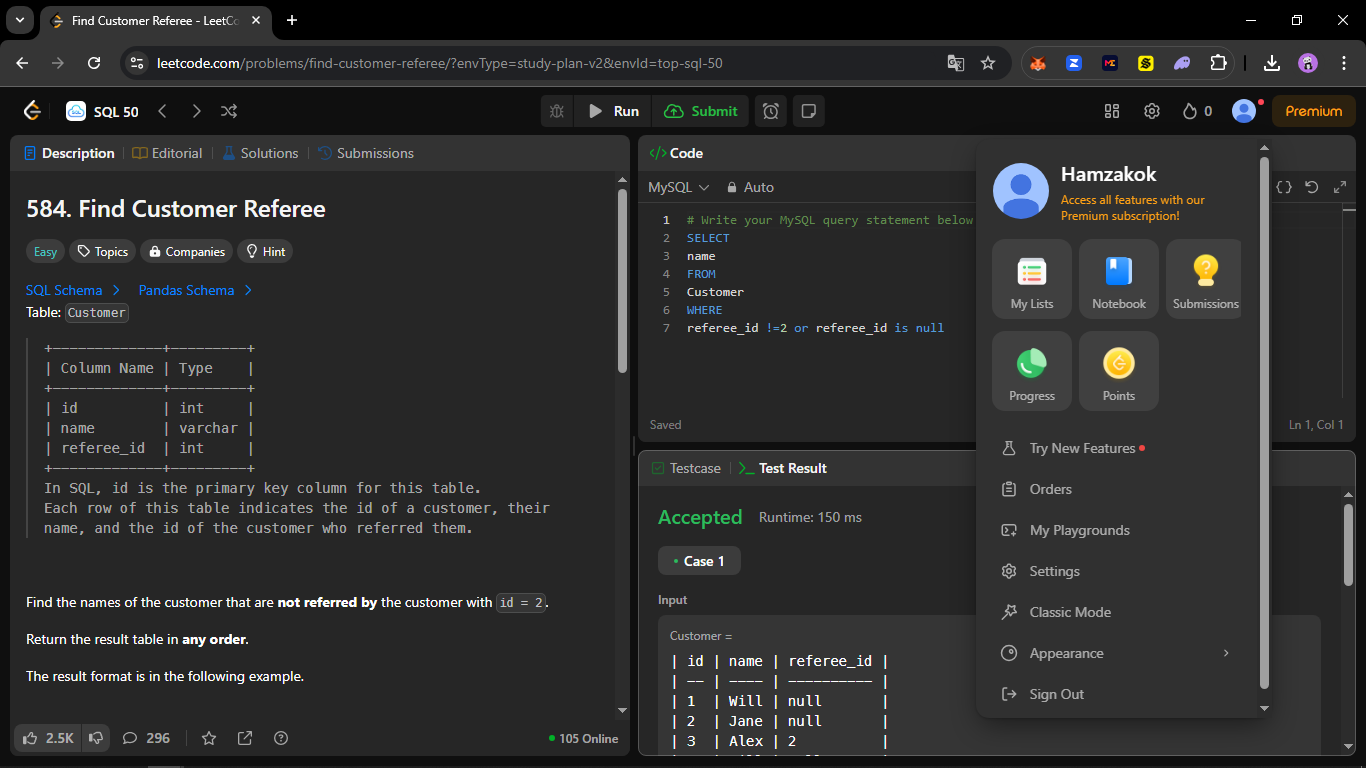 Find Customer Referee - LeetCo
leetcode.com/problems/find-customer-referee/?envType=study-plan-v2&envId=top-sql-50
SQL 50
Run
Submit
0
Premium
Description
Editorial
Solutions
Submissions
584. Find Customer Referee
Easy
Topics
Companies
Hint
SQL Schema
Pandas Schema
Table: Customer
+-------------+---------+
| Column Name | Type    |
+-------------+---------+
| id          | int     |
| name        | varchar |
| referee_id  | int     |
+-------------+---------+
In SQL, id is the primary key column for this table.
Each row of this table indicates the id of a customer, their
name, and the id of the customer who referred them.
Find the names of the customer that are not referred by the customer with id = 2.
Return the result table in any order.
The result format is in the following example.
2.5K
296
105 Online
</> Code
MySQL
Auto
{}
1 # Write your MySQL query statement below
2 SELECT
3 name
4 FROM
5 Customer
6 WHERE
7 referee_id !=2 or referee_id is null
Saved
Ln 1, Col 1
Testcase
Test Result
Accepted
Runtime: 150 ms
Case 1
Input
Customer =
| id | name | referee_id |
| -- | ---- | ---------- |
| 1  | Will | null       |
| 2  | Jane | null       |
| 3  | Alex | 2          |
Hamzakok
Access all features with our
Premium subscription!
My Lists
Notebook
Submissions
Progress
Points
Try New Features
Orders
My Playgrounds
Settings
Classic Mode
Appearance
Sign Out